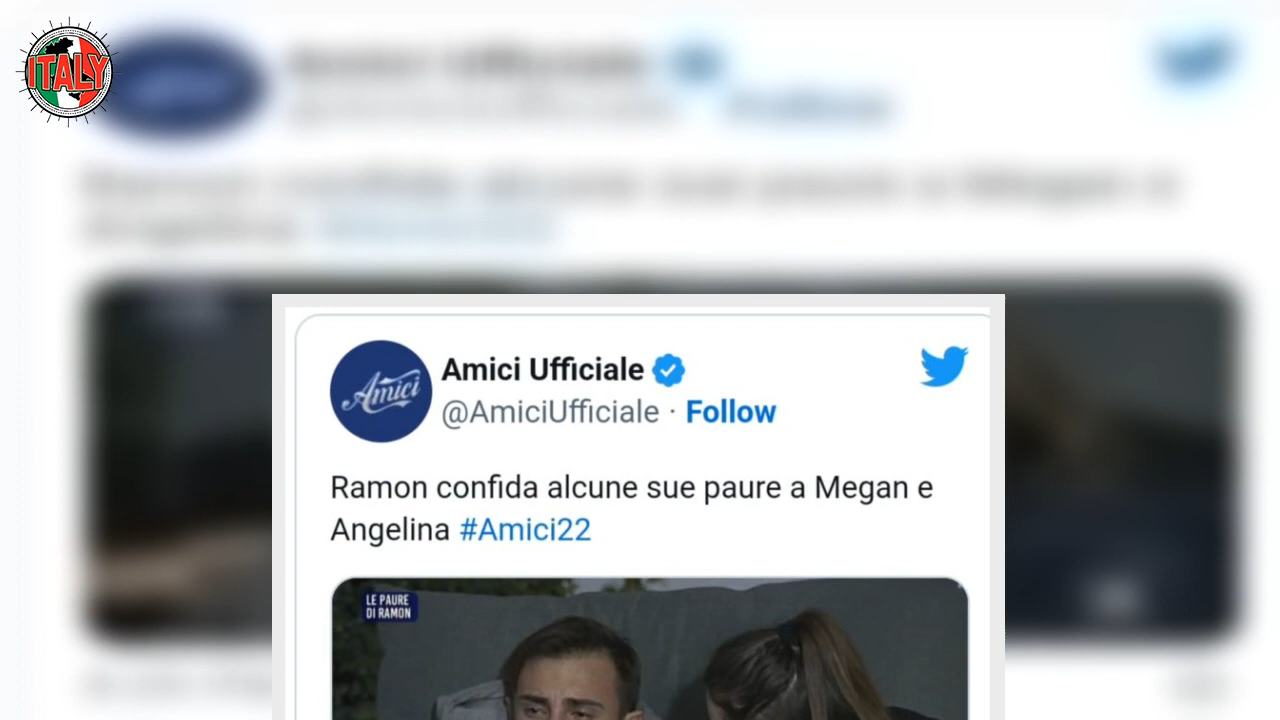 ITALY
Amici
Amici Ufficiale
@AmiciUfficiale · Follow
Ramon confida alcune sue paure a Megan e
Angelina #Amici22
LE PAURE
DI RAMON